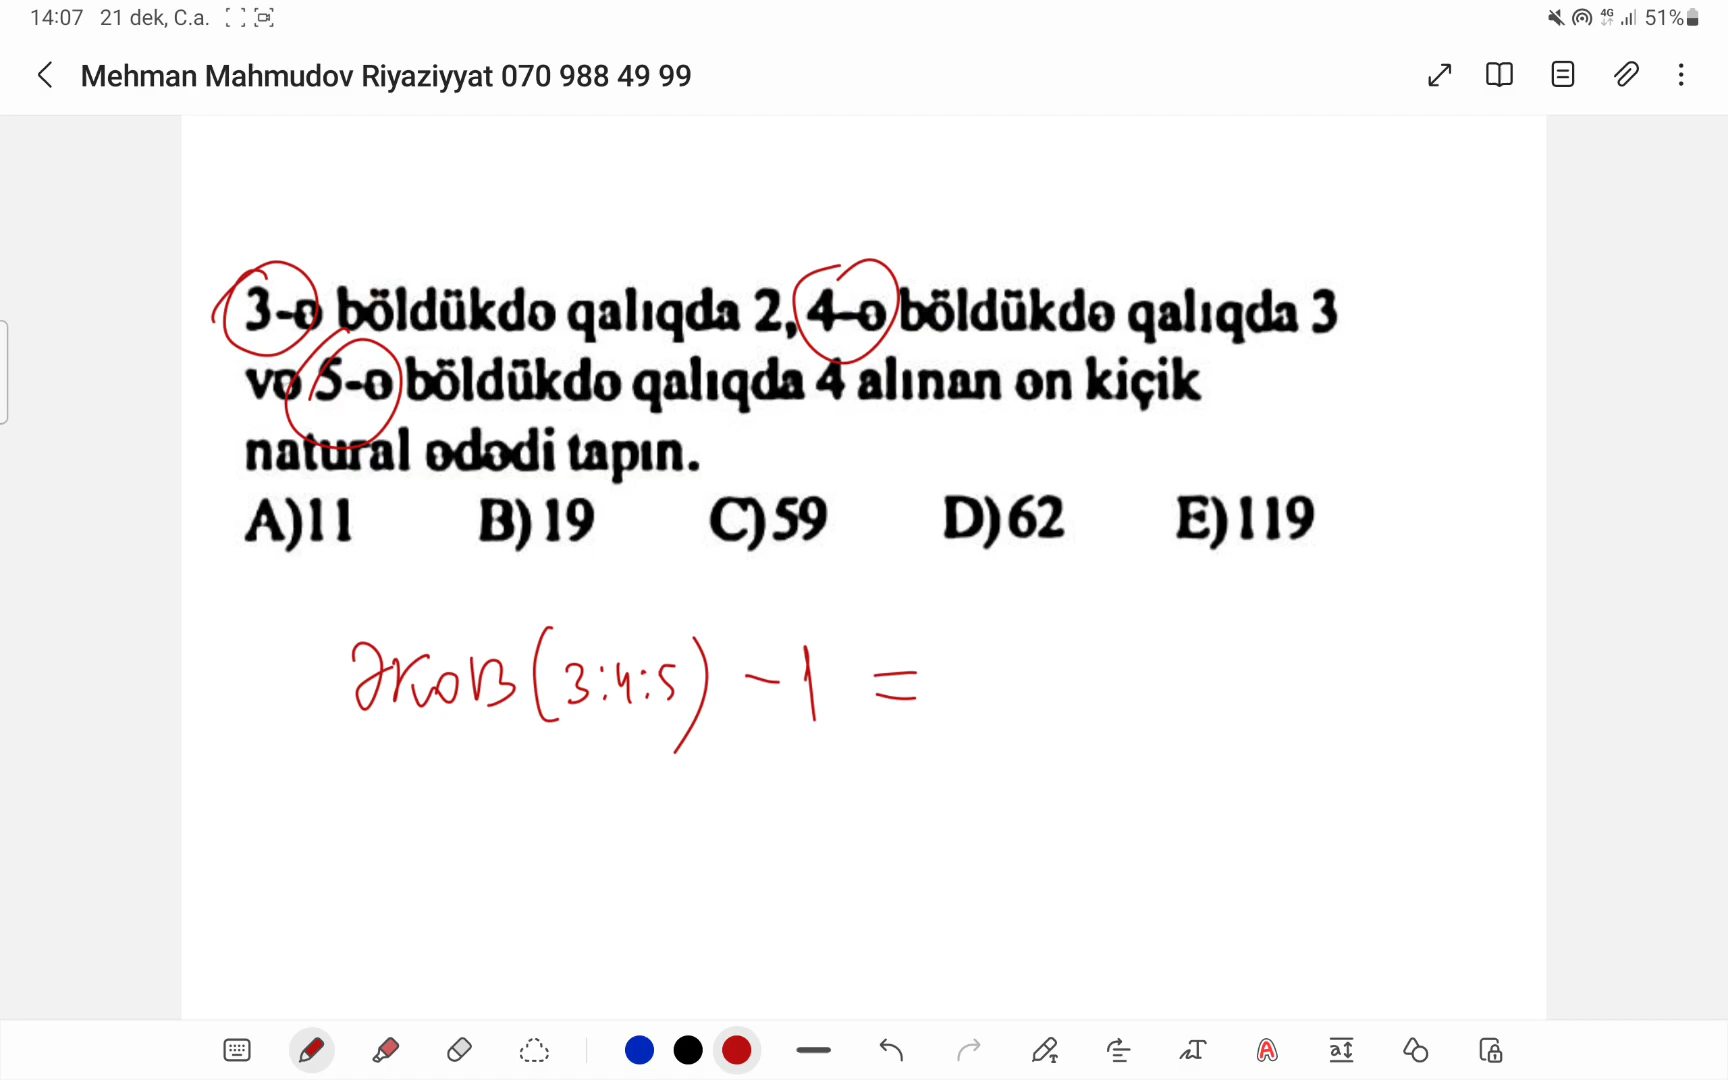 14:07 21 dek, C.a. 4G 51%
Mehman Mahmudov Riyaziyyat 070 988 49 99
3-ə böldükdə qalıqda 2, 4-ə böldükdə qalıqda 3
və 5-ə böldükdə qalıqda 4 alınan ən kiçik
natural ədədi tapın.
A)11 B)19 C)59 D)62 E)119
ƏKOB(3:4:5) - 1 =